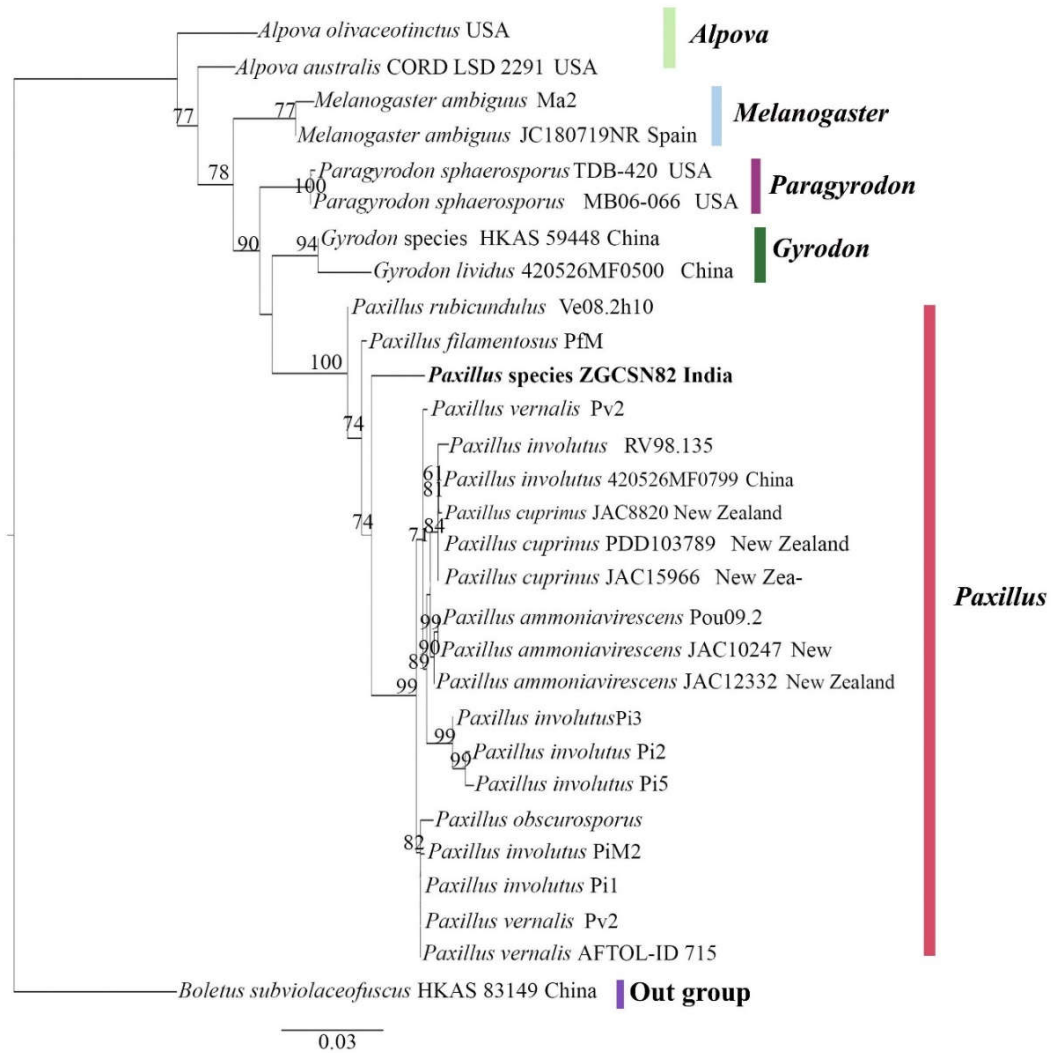 Alpova olivaceotinctus USA
Alpova
Alpova australis CORD LSD 2291 USA
77
77
Melanogaster ambiguus Ma2
Melanogaster
Melanogaster ambiguus JC180719NR Spain
78
Paragyrodon sphaerosporus TDB-420 USA
100
Paragyrodon
Paragyrodon sphaerosporus MB06-066 USA
90
94
Gyrodon species HKAS 59448 China
Gyrodon
Gyrodon lividus 420526MF0500 China
Paxillus rubicundulus Ve08.2h10
Paxillus filamentosus PfM
100
Paxillus species ZGCSN82 India
Paxillus vernalis Pv2
74
Paxillus involutus RV98.135
61
Paxillus involutus 420526MF0799 China
81
Paxillus cuprinus JAC8820 New Zealand
74
71
84
Paxillus cuprinus PDD103789 New Zealand
Paxillus cuprinus JAC15966 New Zea-
Paxillus
Paxillus ammoniavirescens Pou09.2
99
Paxillus ammoniavirescens JAC10247 New
90
89
Paxillus ammoniavirescens JAC12332 New Zealand
99
Paxillus involutusPi3
99
Paxillus involutus Pi2
99
Paxillus involutus Pi5
Paxillus obscurosporus
82
Paxillus involutus PiM2
Paxillus involutus Pi1
Paxillus vernalis Pv2
Paxillus vernalis AFTOL-ID 715
Boletus subviolaceofuscus HKAS 83149 China
Out group
0.03